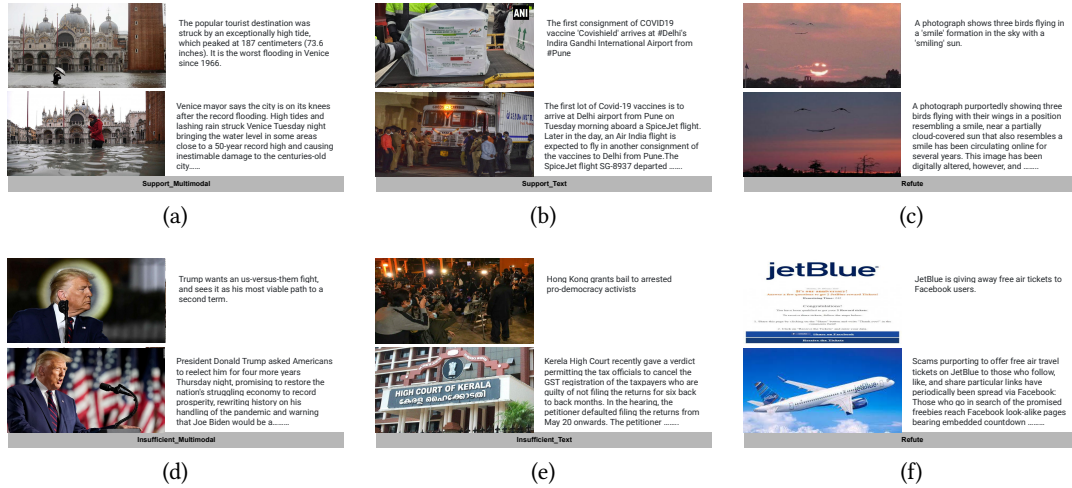 The popular tourist destination was
struck by an exceptionally high tide,
which peaked at 187 centimeters (73.6
inches). It is the worst flooding in Venice
since 1966.
Venice mayor says the city is on its knees
after the record flooding. High tides and
lashing rain struck Venice Tuesday night
bringing the water level in some areas
close to a 50-year record high and causing
inestimable damage to the centuries-old
city......
Support_Multimodal
(a)
ANI
The first consignment of COVID19
vaccine 'Covishield' arrives at #Delhi's
Indira Gandhi International Airport from
#Pune
The first lot of Covid-19 vaccines is to
arrive at Delhi airport from Pune on
Tuesday morning aboard a SpiceJet flight.
Later in the day, an Air India flight is
expected to fly in another consignment of
the vaccines to Delhi from Pune.The
SpiceJet flight SG-8937 departed .......
Support_Text
(b)
A photograph shows three birds flying in
a 'smile' formation in the sky with a
'smiling' sun.
A photograph purportedly showing three
birds flying with their wings in a position
resembling a smile, near a partially
cloud-covered sun that also resembles a
smile has been circulating online for
several years. This image has been
digitally altered, however, and ........
Refute
(c)
Trump wants an us-versus-them fight,
and sees it as his most viable path to a
second term.
President Donald Trump asked Americans
to reelect him for four more years
Thursday night, promising to restore the
nation's struggling economy to record
prosperity, rewriting history on his
handling of the pandemic and warning
that Joe Biden would be a.........
Insufficient_Multimodal
(d)
Hong Kong grants bail to arrested
pro-democracy activists
HIGH COURT OF KERALA
Kerala High Court recently gave a verdict
permitting the tax officials to cancel the
GST registration of the taxpayers who are
guilty of not filing the returns for six back
to back months. In the hearing, the
petitioner defaulted filing the returns from
May 20 onwards. The petitioner ........
Insufficient_Text
(e)
jetBlue
Congratulations!
JetBlue is giving away free air tickets to
Facebook users.
jetBlue
Scams purporting to offer free air travel
tickets on JetBlue to those who follow,
like, and share particular links have
periodically been spread via Facebook:
Those who go in search of the promised
freebies reach Facebook look-alike pages
bearing embedded countdown .........
Refute
(f)